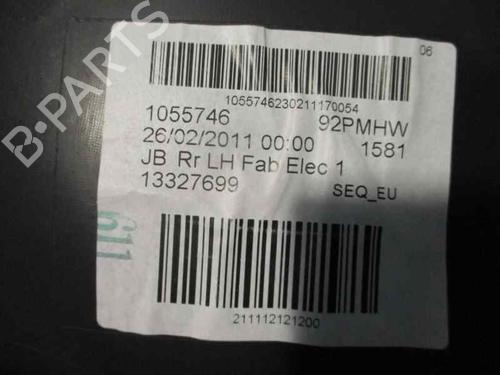 B-PARTS
06
1055746230211170054
1055746 92PMHW
26/02/2011 00:00 1581
JB Rr LH Fab Elec 1
13327699 SEQ_EU
611
211112121200